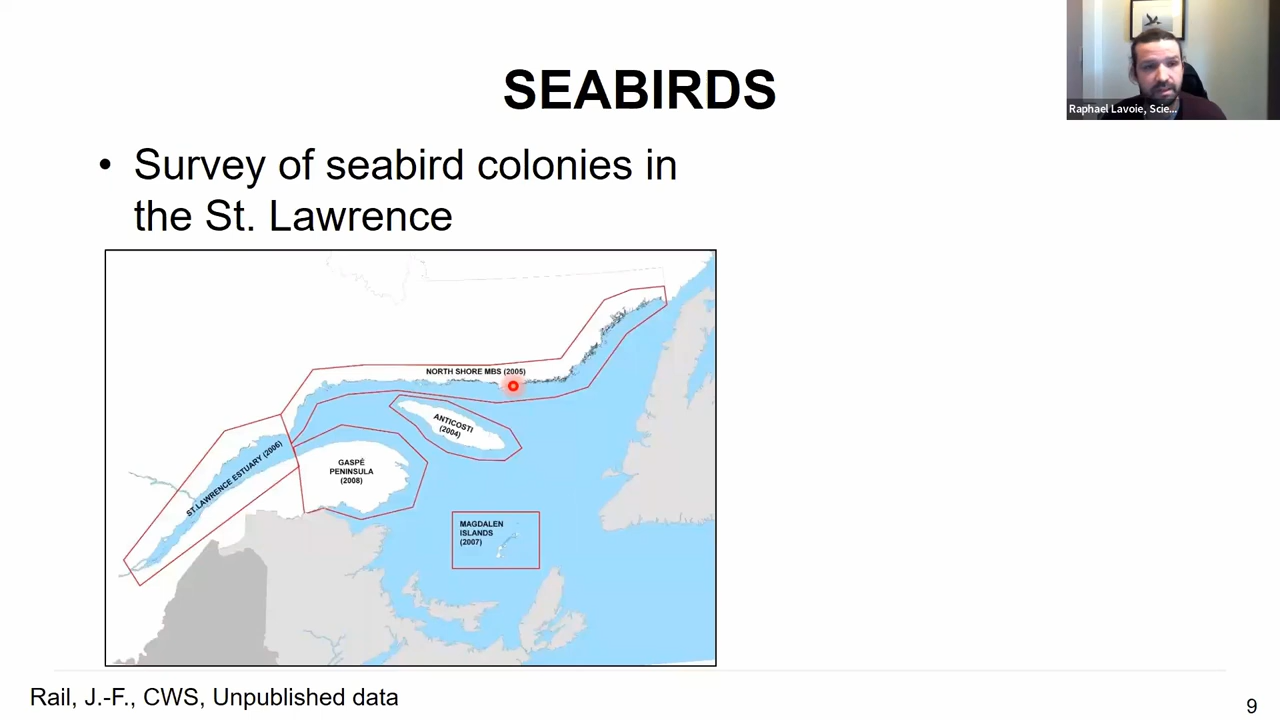 SEABIRDS
Raphael Lavoie, Scie...
• Survey of seabird colonies in
the St. Lawrence
NORTH SHORE MBS (2005)
ANTICOSTI
(2004)
ST.LAWRENCE ESTUARY (2006)
GASPÉ
PENINSULA
(2008)
MAGDALEN
ISLANDS
(2007)
Rail, J.-F., CWS, Unpublished data
9